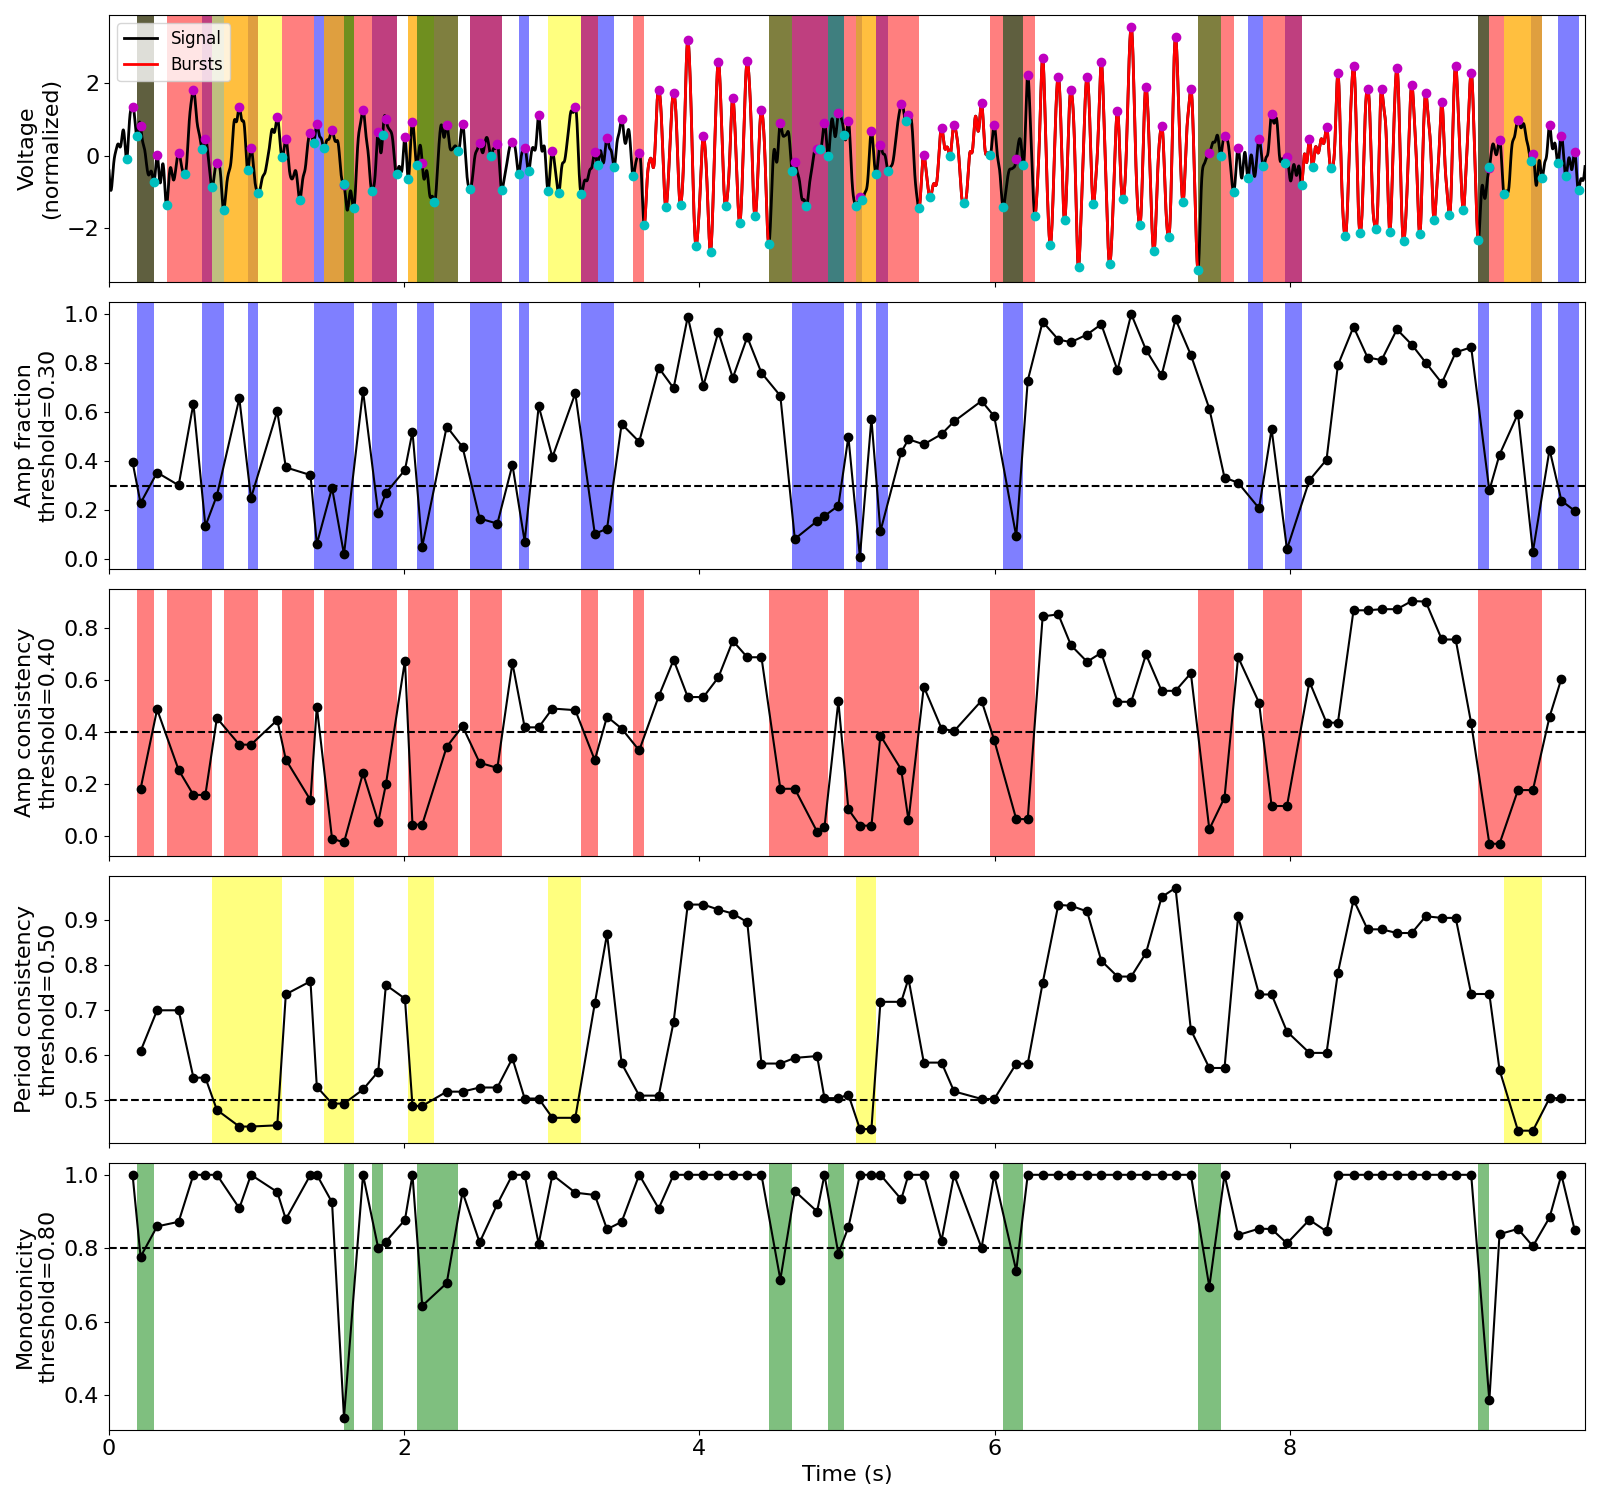 Voltage
(normalized)
2
0
−2
Signal
Bursts
Amp fraction
threshold=0.30
1.0
0.8
0.6
0.4
0.2
0.0
Amp consistency
threshold=0.40
0.8
0.6
0.4
0.2
0.0
Period consistency
threshold=0.50
0.9
0.8
0.7
0.6
0.5
Monotonicity
threshold=0.80
1.0
0.8
0.6
0.4
0
2
4
6
8
Time (s)